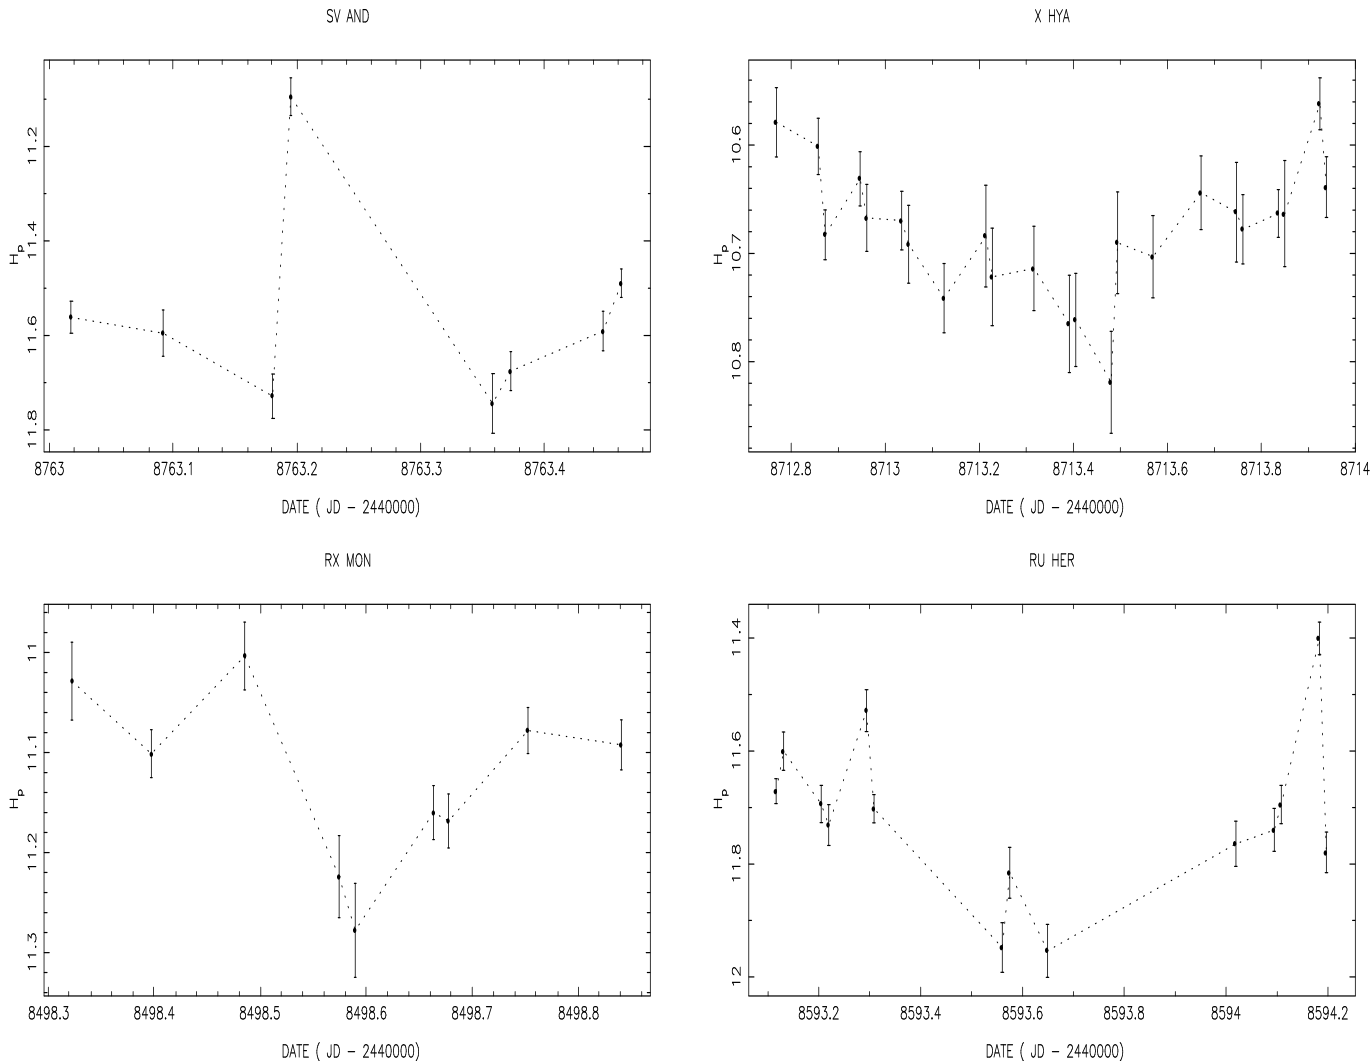 SV AND
H_P
11.2
11.4
11.6
11.8
8763 8763.1 8763.2 8763.3 8763.4
DATE ( JD − 2440000)
X HYA
H_P
10.6
10.7
10.8
8712.8 8713 8713.2 8713.4 8713.6 8713.8 8714
DATE ( JD − 2440000)
RX MON
H_P
11
11.1
11.2
11.3
8498.3 8498.4 8498.5 8498.6 8498.7 8498.8
DATE ( JD − 2440000)
RU HER
H_P
11.4
11.6
11.8
12
8593.2 8593.4 8593.6 8593.8 8594 8594.2
DATE ( JD − 2440000)